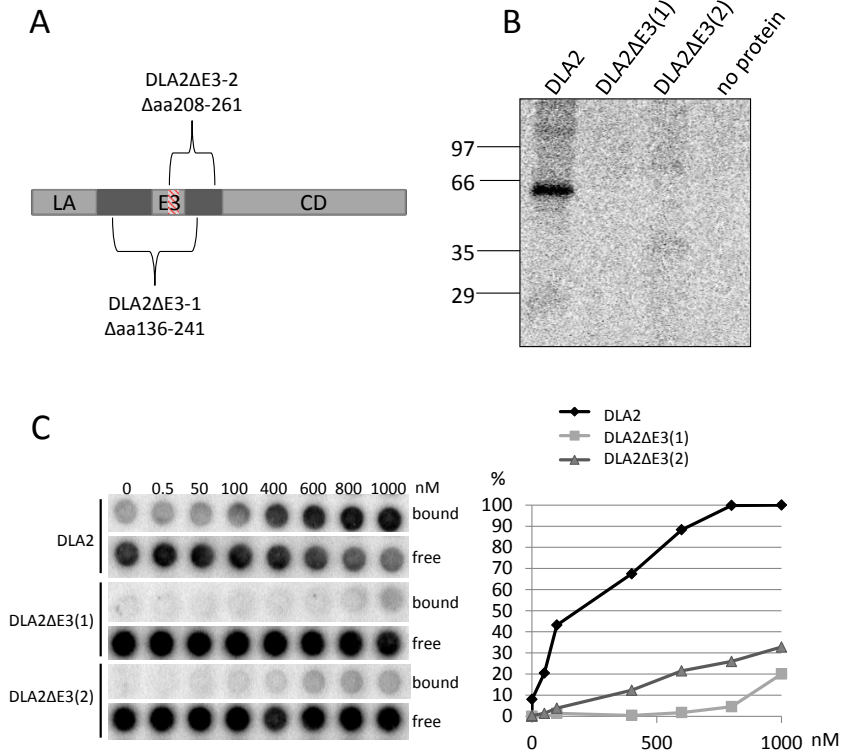 A
DLA2ΔE3-2
Δaa208-261
LA
E3
CD
DLA2ΔE3-1
Δaa136-241
B
DLA2
DLA2ΔE3(1)
DLA2ΔE3(2)
no protein
97
66
35
29
C
0 0.5 50 100 400 600 800 1000 nM
DLA2
bound
free
DLA2ΔE3(1)
bound
free
DLA2ΔE3(2)
bound
free
DLA2
DLA2ΔE3(1)
DLA2ΔE3(2)
%
100
90
80
70
60
50
40
30
20
10
0
0 500 1000 nM